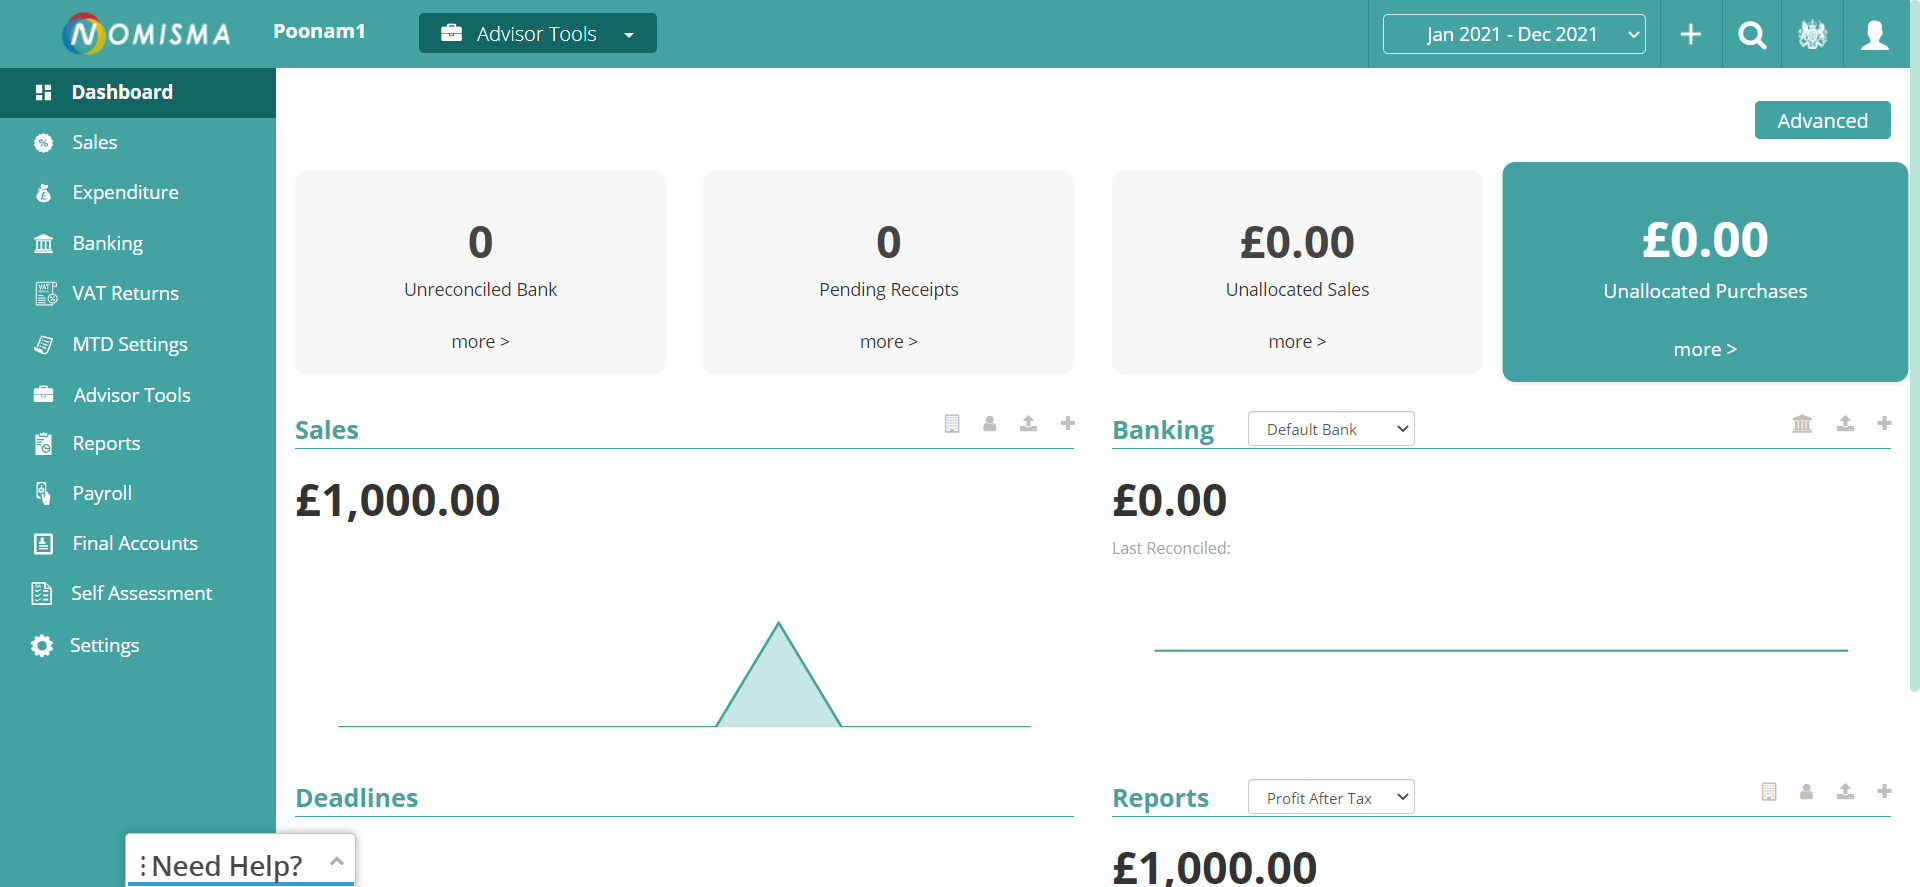 NOMISMA
Poonam1
Advisor Tools
Jan 2021 - Dec 2021
Dashboard
Sales
Expenditure
Banking
VAT Returns
MTD Settings
Advisor Tools
Reports
Payroll
Final Accounts
Self Assessment
Settings
Advanced
0
Unreconciled Bank
more >
0
Pending Receipts
more >
£0.00
Unallocated Sales
more >
£0.00
Unallocated Purchases
more >
Sales
£1,000.00
Banking
Default Bank
£0.00
Last Reconciled:
Deadlines
Reports
Profit After Tax
£1,000.00
Need Help?